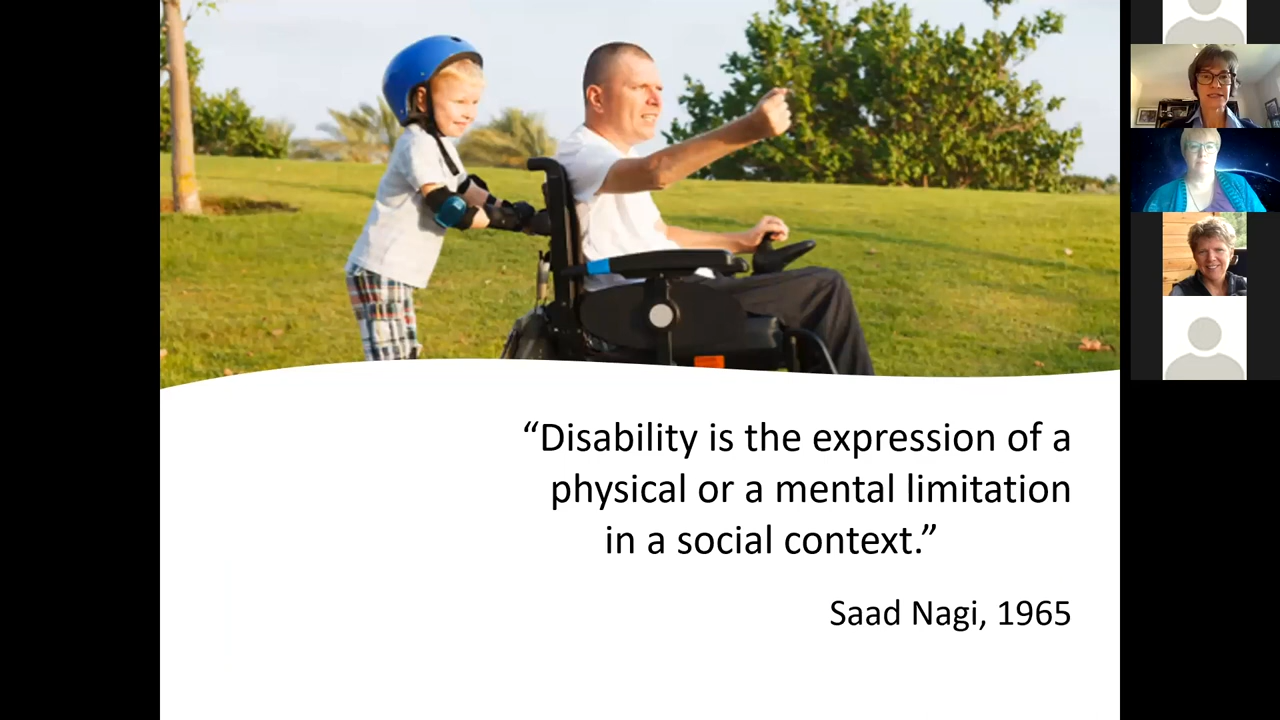 “Disability is the expression of a
physical or a mental limitation
in a social context.”
Saad Nagi, 1965